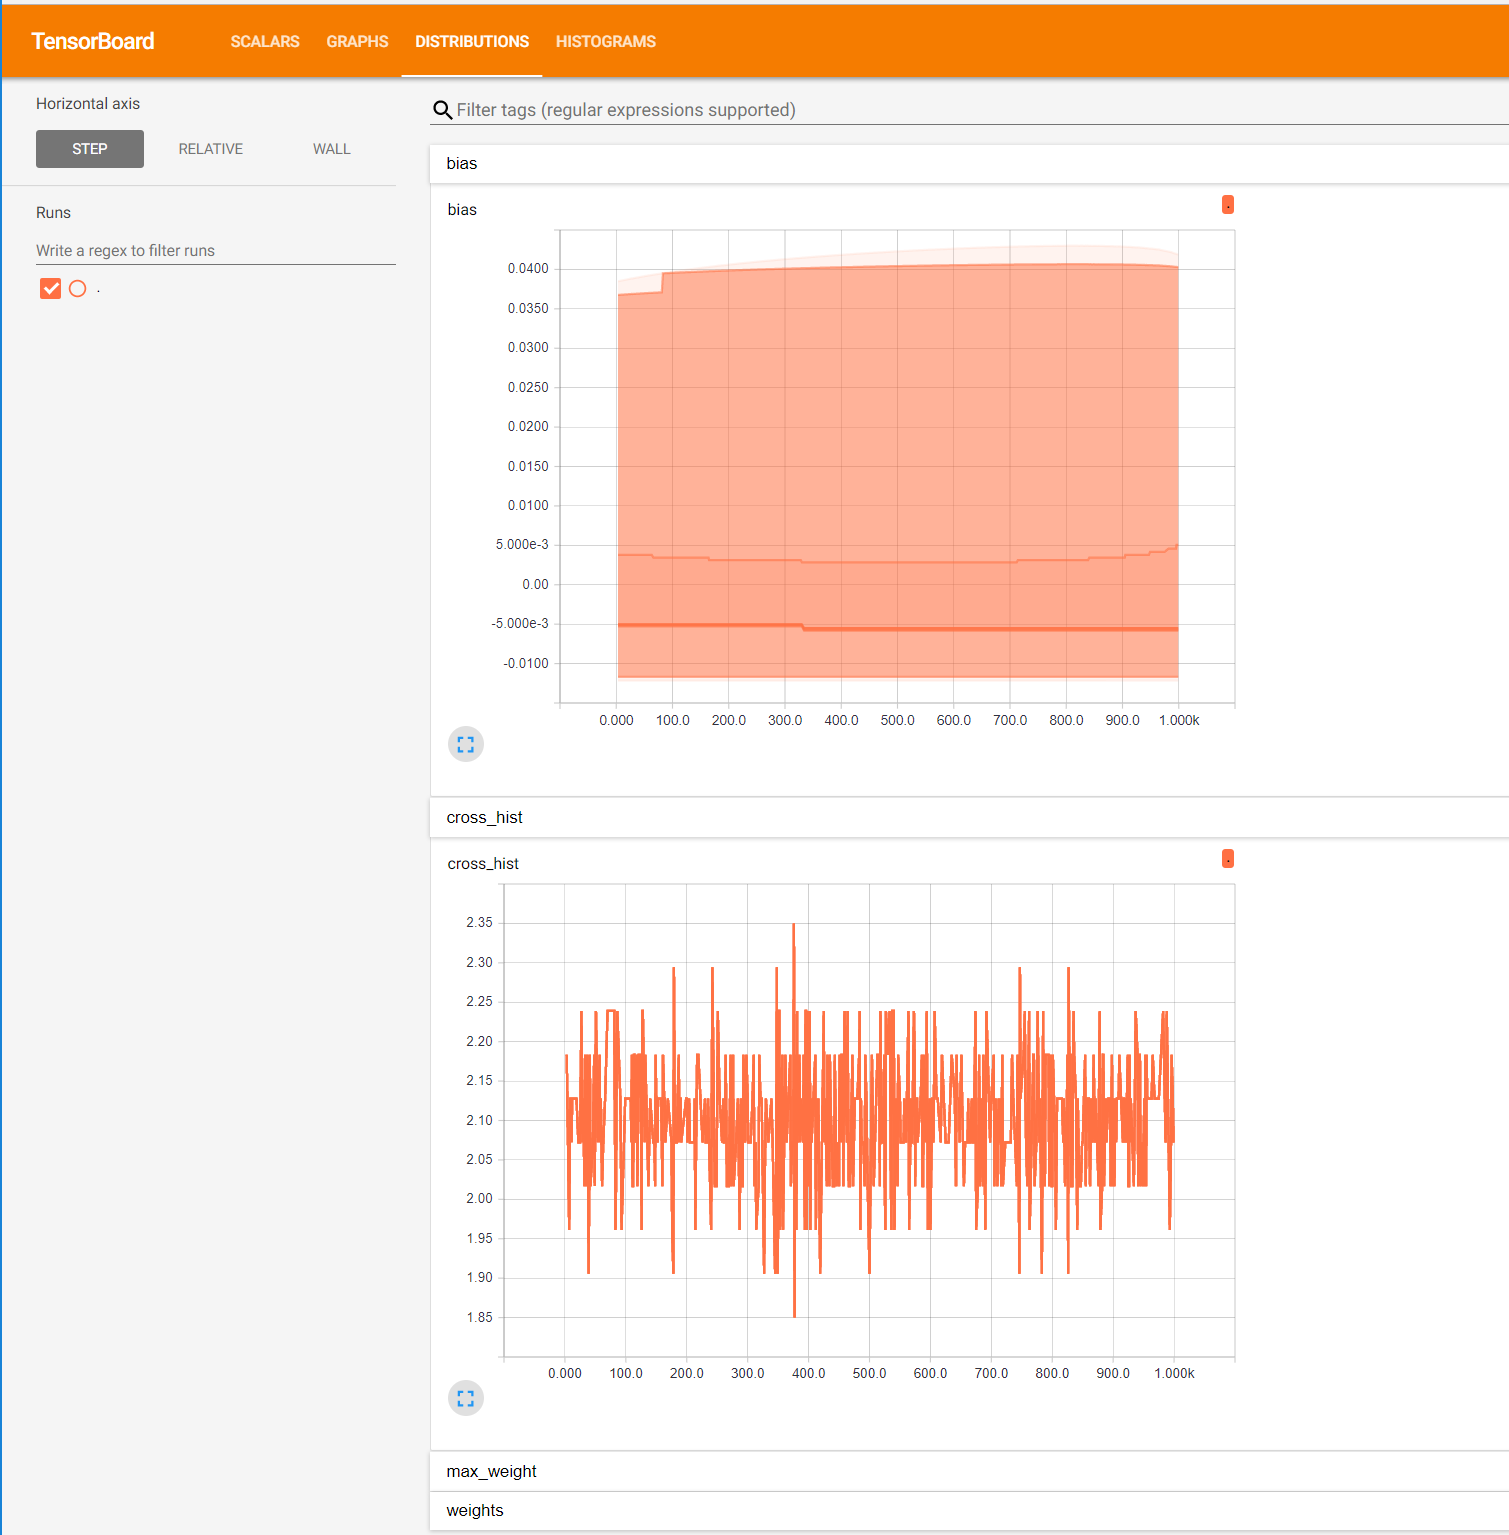 TensorBoard SCALARS GRAPHS DISTRIBUTIONS HISTOGRAMS
Horizontal axis
STEP RELATIVE WALL
Runs
Write a regex to filter runs
.
Filter tags (regular expressions supported)
bias
bias
.
0.0400
0.0350
0.0300
0.0250
0.0200
0.0150
0.0100
5.000e-3
0.00
-5.000e-3
-0.0100
0.000 100.0 200.0 300.0 400.0 500.0 600.0 700.0 800.0 900.0 1.000k
cross_hist
cross_hist
.
2.35
2.30
2.25
2.20
2.15
2.10
2.05
2.00
1.95
1.90
1.85
0.000 100.0 200.0 300.0 400.0 500.0 600.0 700.0 800.0 900.0 1.000k
max_weight
weights